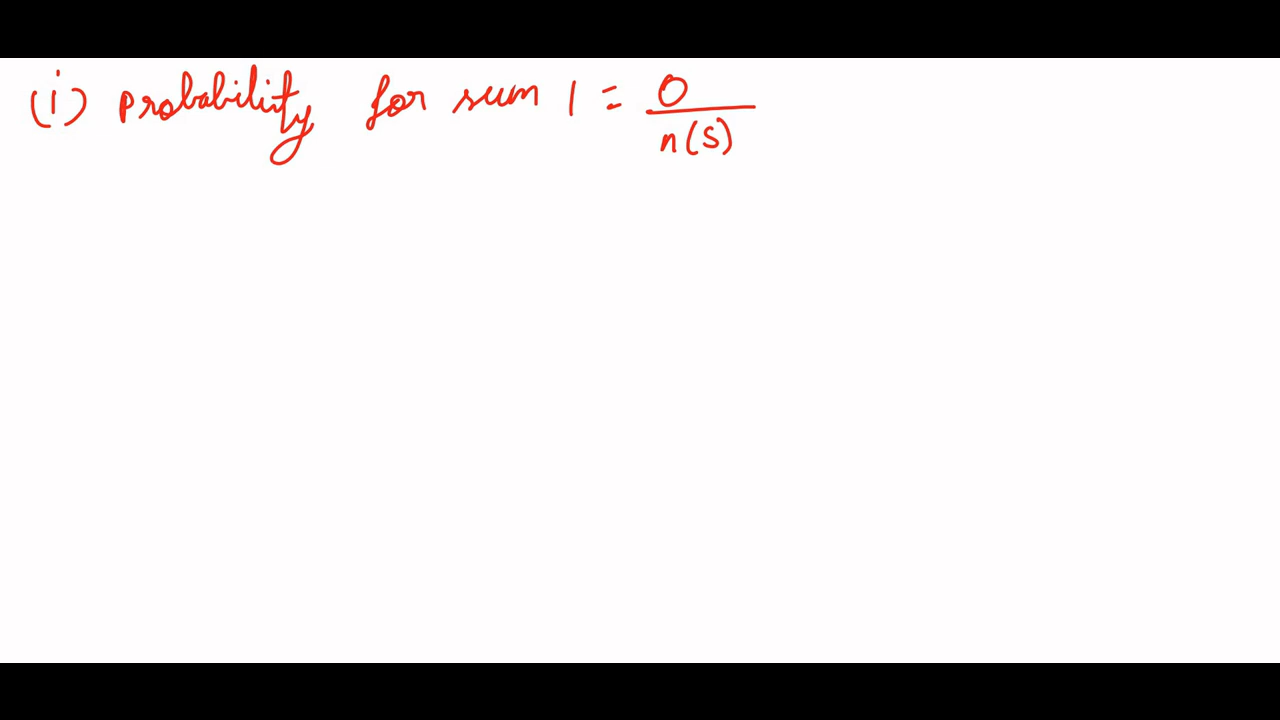 (i) probability for sum 1 = 0/n(S)